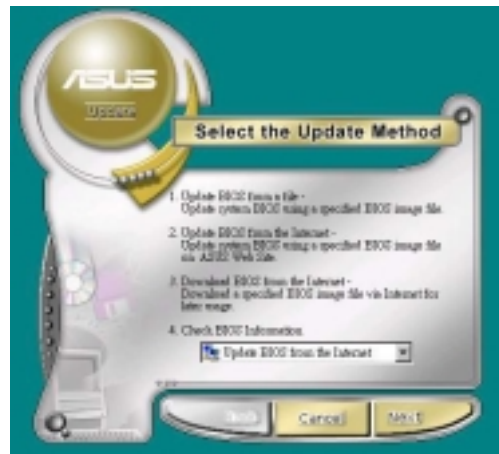 ASUS
Update
Select the Update Method
1. Update BIOS from a file -
Update system BIOS using a specified BIOS image file.
2. Update BIOS from the Internet -
Update system BIOS using a specified BIOS image file
on ASUS Web Site.
3. Download BIOS from the Internet -
Download a specified BIOS image file via Internet for
later usage.
4. Check BIOS Information.
Update BIOS from the Internet
Cancel
Next